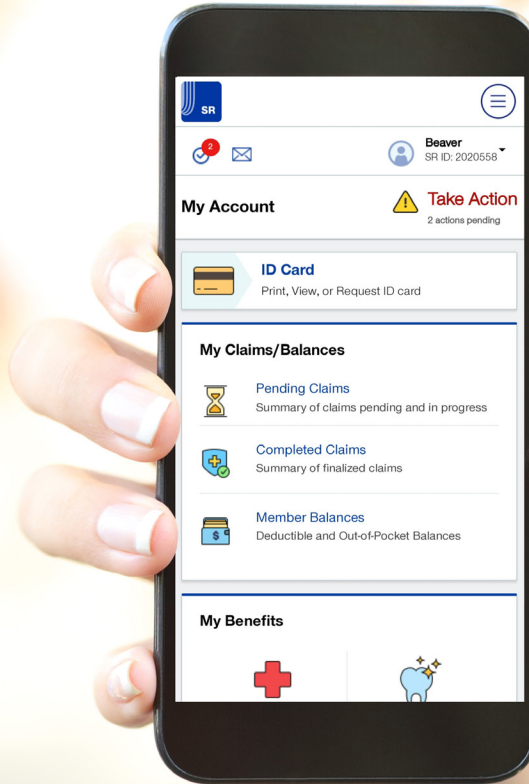 SR
2
Beaver
SR ID: 2020558
My Account
Take Action
2 actions pending
ID Card
Print, View, or Request ID card
My Claims/Balances
Pending Claims
Summary of claims pending and in progress
Completed Claims
Summary of finalized claims
Member Balances
$
Deductible and Out-of-Pocket Balances
My Benefits